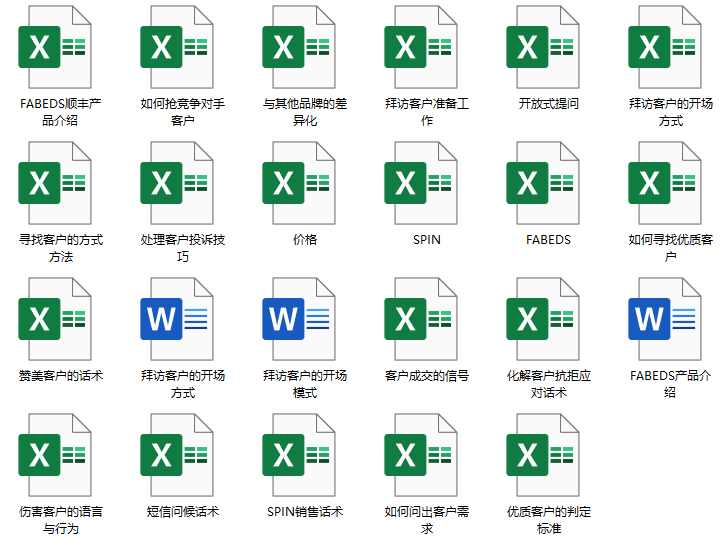 X X X X X X
FABEDS顺丰产 如何抢竞争对手 与其他品牌的差 拜访客户准备工 开放式提问 拜访客户的开场
品介绍 客户 异化 作 方式
X X X X X X
寻找客户的方式 处理客户投诉技 价格 SPIN FABEDS 如何寻找优质客
方法 巧 户
X W W X X W
赞美客户的话术 拜访客户的开场 拜访客户的开场 客户成交的信号 化解客户抗拒应 FABEDS产品介
方式 模式 对话术 绍
X X X X X
伤害客户的语言 短信问候话术 SPIN销售话术 如何问出客户需 优质客户的判定
与行为 求 标准